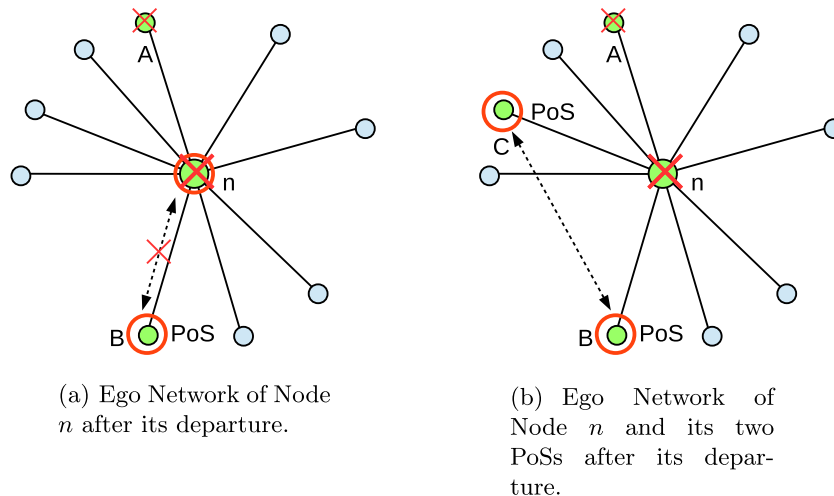 A
n
B PoS
(a) Ego Network of Node
n after its departure.
A
PoS
C
n
B PoS
(b) Ego Network of
Node n and its two
PoSs after its depar-
ture.